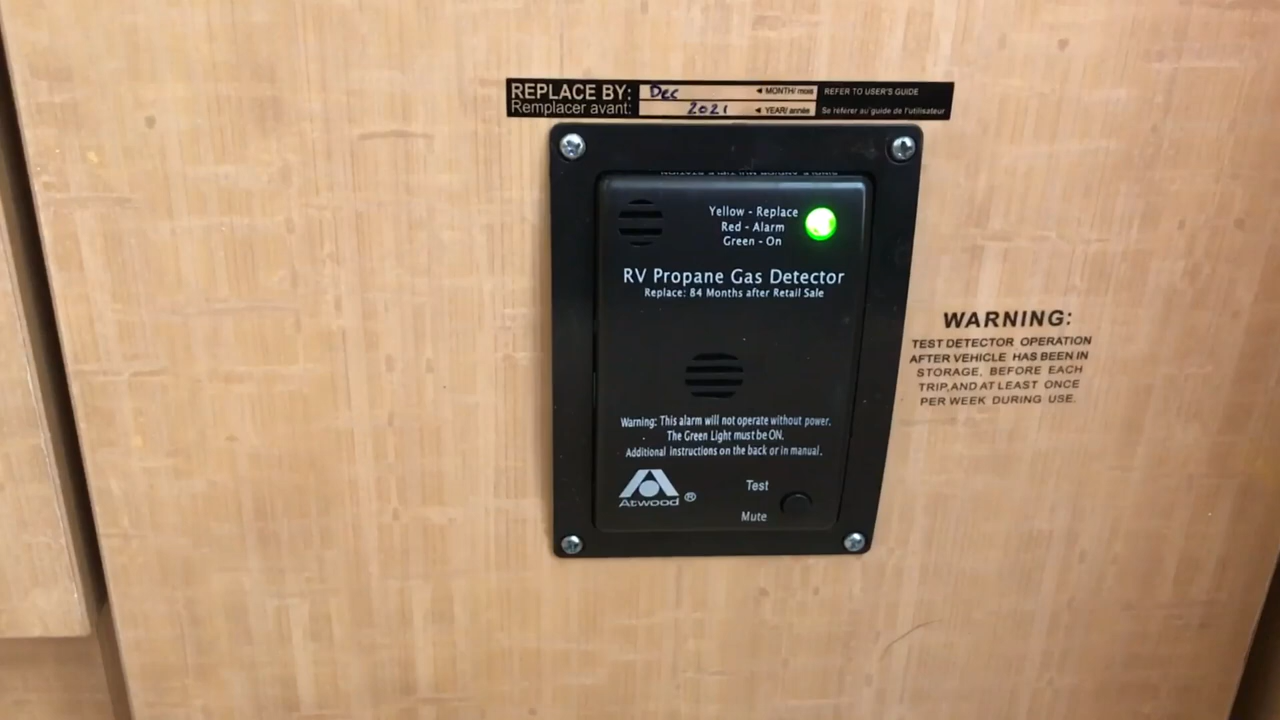 REPLACE BY: Dec ◄ MONTH/ mois REFER TO USER'S GUIDE
Remplacer avant: 2021 ◄ YEAR/ année Se référer au guide de l'utilisateur
Yellow - Replace
Red - Alarm
Green - On
RV Propane Gas Detector
Replace: 84 Months after Retail Sale
WARNING:
TEST DETECTOR OPERATION
AFTER VEHICLE HAS BEEN IN
STORAGE, BEFORE EACH
TRIP, AND AT LEAST ONCE
PER WEEK DURING USE.
Warning: This alarm will not operate without power.
The Green Light must be ON.
Additional instructions on the back or in manual.
Atwood ®
Test
Mute